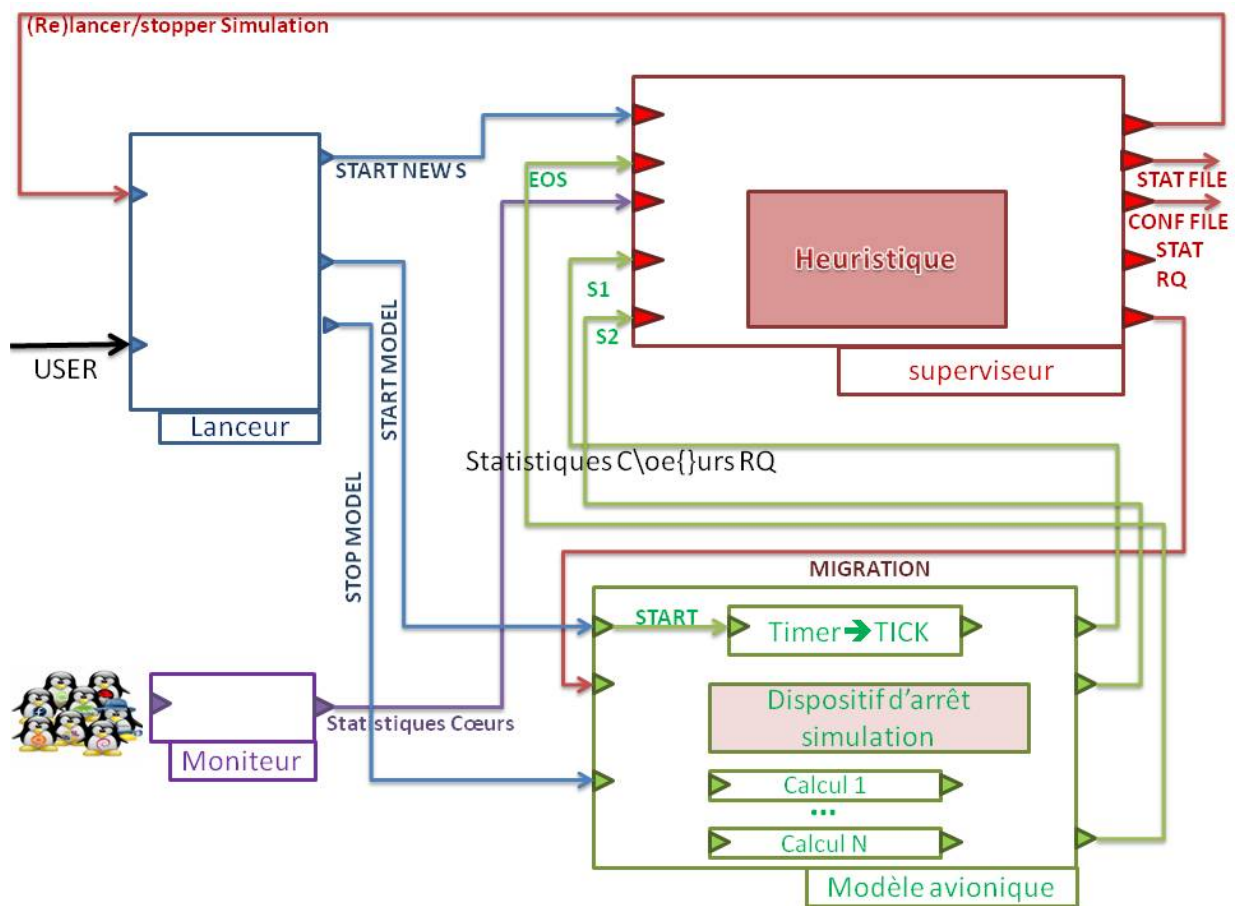 (Re)lancer/stopper Simulation
START NEW S
EOS
STAT FILE
CONF FILE
STAT
RQ
Heuristique
S1
S2
USER
superviseur
Lanceur
START MODEL
STOP MODEL
Statistiques C\oe{}urs RQ
MIGRATION
START
Timer➔TICK
Dispositif d'arrêt
simulation
Statistiques Cœurs
Moniteur
Calcul 1
...
Calcul N
Modèle avionique